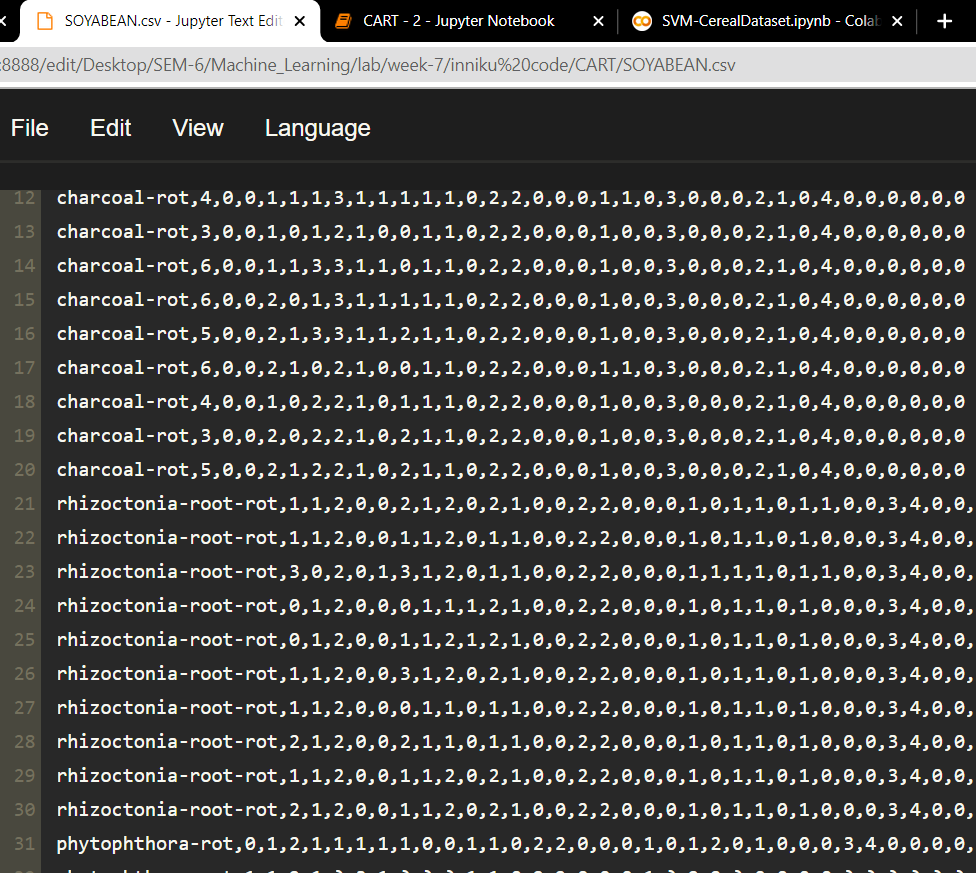 SOYABEAN.csv - Jupyter Text Edit
CART - 2 - Jupyter Notebook
SVM-CerealDataset.ipynb - Colab
:8888/edit/Desktop/SEM-6/Machine_Learning/lab/week-7/inniku%20code/CART/SOYABEAN.csv
File Edit View Language
12 charcoal-rot,4,0,0,1,1,1,3,1,1,1,1,1,0,2,2,0,0,0,1,1,0,3,0,0,0,2,1,0,4,0,0,0,0,0,0
13 charcoal-rot,3,0,0,1,0,1,2,1,0,0,1,1,0,2,2,0,0,0,1,0,0,3,0,0,0,2,1,0,4,0,0,0,0,0,0
14 charcoal-rot,6,0,0,1,1,3,3,1,1,0,1,1,0,2,2,0,0,0,1,0,0,3,0,0,0,2,1,0,4,0,0,0,0,0,0
15 charcoal-rot,6,0,0,2,0,1,3,1,1,1,1,1,0,2,2,0,0,0,1,0,0,3,0,0,0,2,1,0,4,0,0,0,0,0,0
16 charcoal-rot,5,0,0,2,1,3,3,1,1,2,1,1,0,2,2,0,0,0,1,0,0,3,0,0,0,2,1,0,4,0,0,0,0,0,0
17 charcoal-rot,6,0,0,2,1,0,2,1,0,0,1,1,0,2,2,0,0,0,1,1,0,3,0,0,0,2,1,0,4,0,0,0,0,0,0
18 charcoal-rot,4,0,0,1,0,2,2,1,0,1,1,1,0,2,2,0,0,0,1,0,0,3,0,0,0,2,1,0,4,0,0,0,0,0,0
19 charcoal-rot,3,0,0,2,0,2,2,1,0,2,1,1,0,2,2,0,0,0,1,0,0,3,0,0,0,2,1,0,4,0,0,0,0,0,0
20 charcoal-rot,5,0,0,2,1,2,2,1,0,2,1,1,0,2,2,0,0,0,1,0,0,3,0,0,0,2,1,0,4,0,0,0,0,0,0
21 rhizoctonia-root-rot,1,1,2,0,0,2,1,2,0,2,1,0,0,2,2,0,0,0,1,0,1,1,0,1,1,0,0,3,4,0,0,
22 rhizoctonia-root-rot,1,1,2,0,0,1,1,2,0,1,1,0,0,2,2,0,0,0,1,0,1,1,0,1,0,0,0,3,4,0,0,
23 rhizoctonia-root-rot,3,0,2,0,1,3,1,2,0,1,1,0,0,2,2,0,0,0,1,1,1,1,0,1,1,0,0,3,4,0,0,
24 rhizoctonia-root-rot,0,1,2,0,0,0,1,1,1,2,1,0,0,2,2,0,0,0,1,0,1,1,0,1,0,0,0,3,4,0,0,
25 rhizoctonia-root-rot,0,1,2,0,0,1,1,2,1,2,1,0,0,2,2,0,0,0,1,0,1,1,0,1,0,0,0,3,4,0,0,
26 rhizoctonia-root-rot,1,1,2,0,0,3,1,2,0,2,1,0,0,2,2,0,0,0,1,0,1,1,0,1,0,0,0,3,4,0,0,
27 rhizoctonia-root-rot,1,1,2,0,0,0,1,1,0,1,1,0,0,2,2,0,0,0,1,0,1,1,0,1,0,0,0,3,4,0,0,
28 rhizoctonia-root-rot,2,1,2,0,0,2,1,1,0,1,1,0,0,2,2,0,0,0,1,0,1,1,0,1,0,0,0,3,4,0,0,
29 rhizoctonia-root-rot,1,1,2,0,0,1,1,2,0,2,1,0,0,2,2,0,0,0,1,0,1,1,0,1,0,0,0,3,4,0,0,
30 rhizoctonia-root-rot,2,1,2,0,0,1,1,2,0,2,1,0,0,2,2,0,0,0,1,0,1,1,0,1,0,0,0,3,4,0,0,
31 phytophthora-rot,0,1,2,1,1,1,1,1,0,0,1,1,0,2,2,0,0,0,1,0,1,2,0,1,0,0,0,3,4,0,0,0,0,